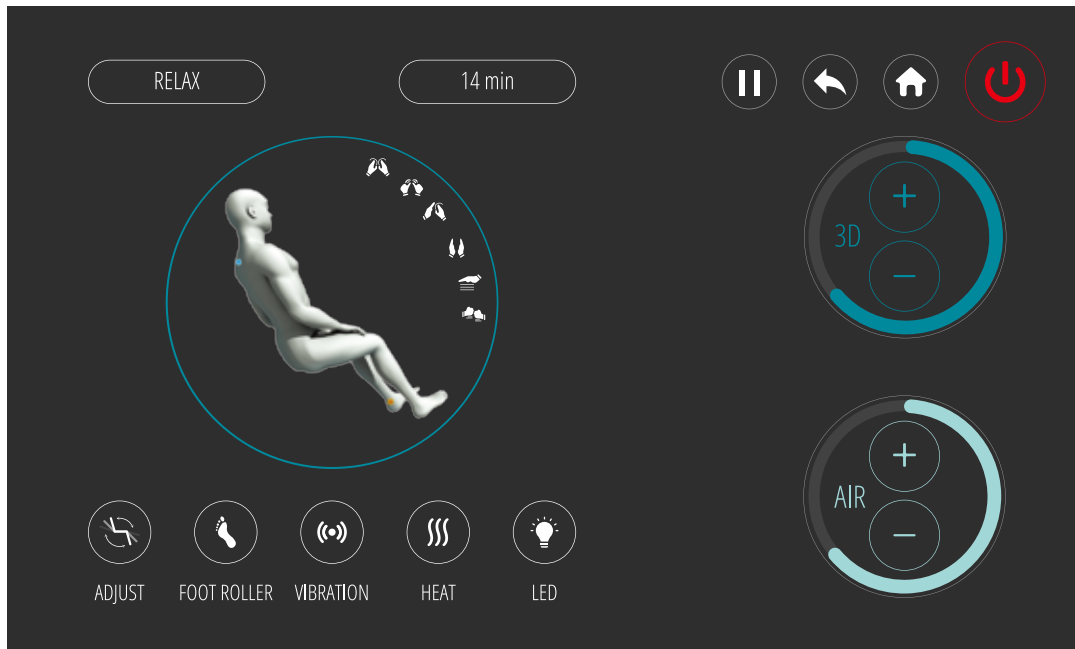 RELAX
14 min
3D
AIR
ADJUST
FOOT ROLLER
VIBRATION
HEAT
LED